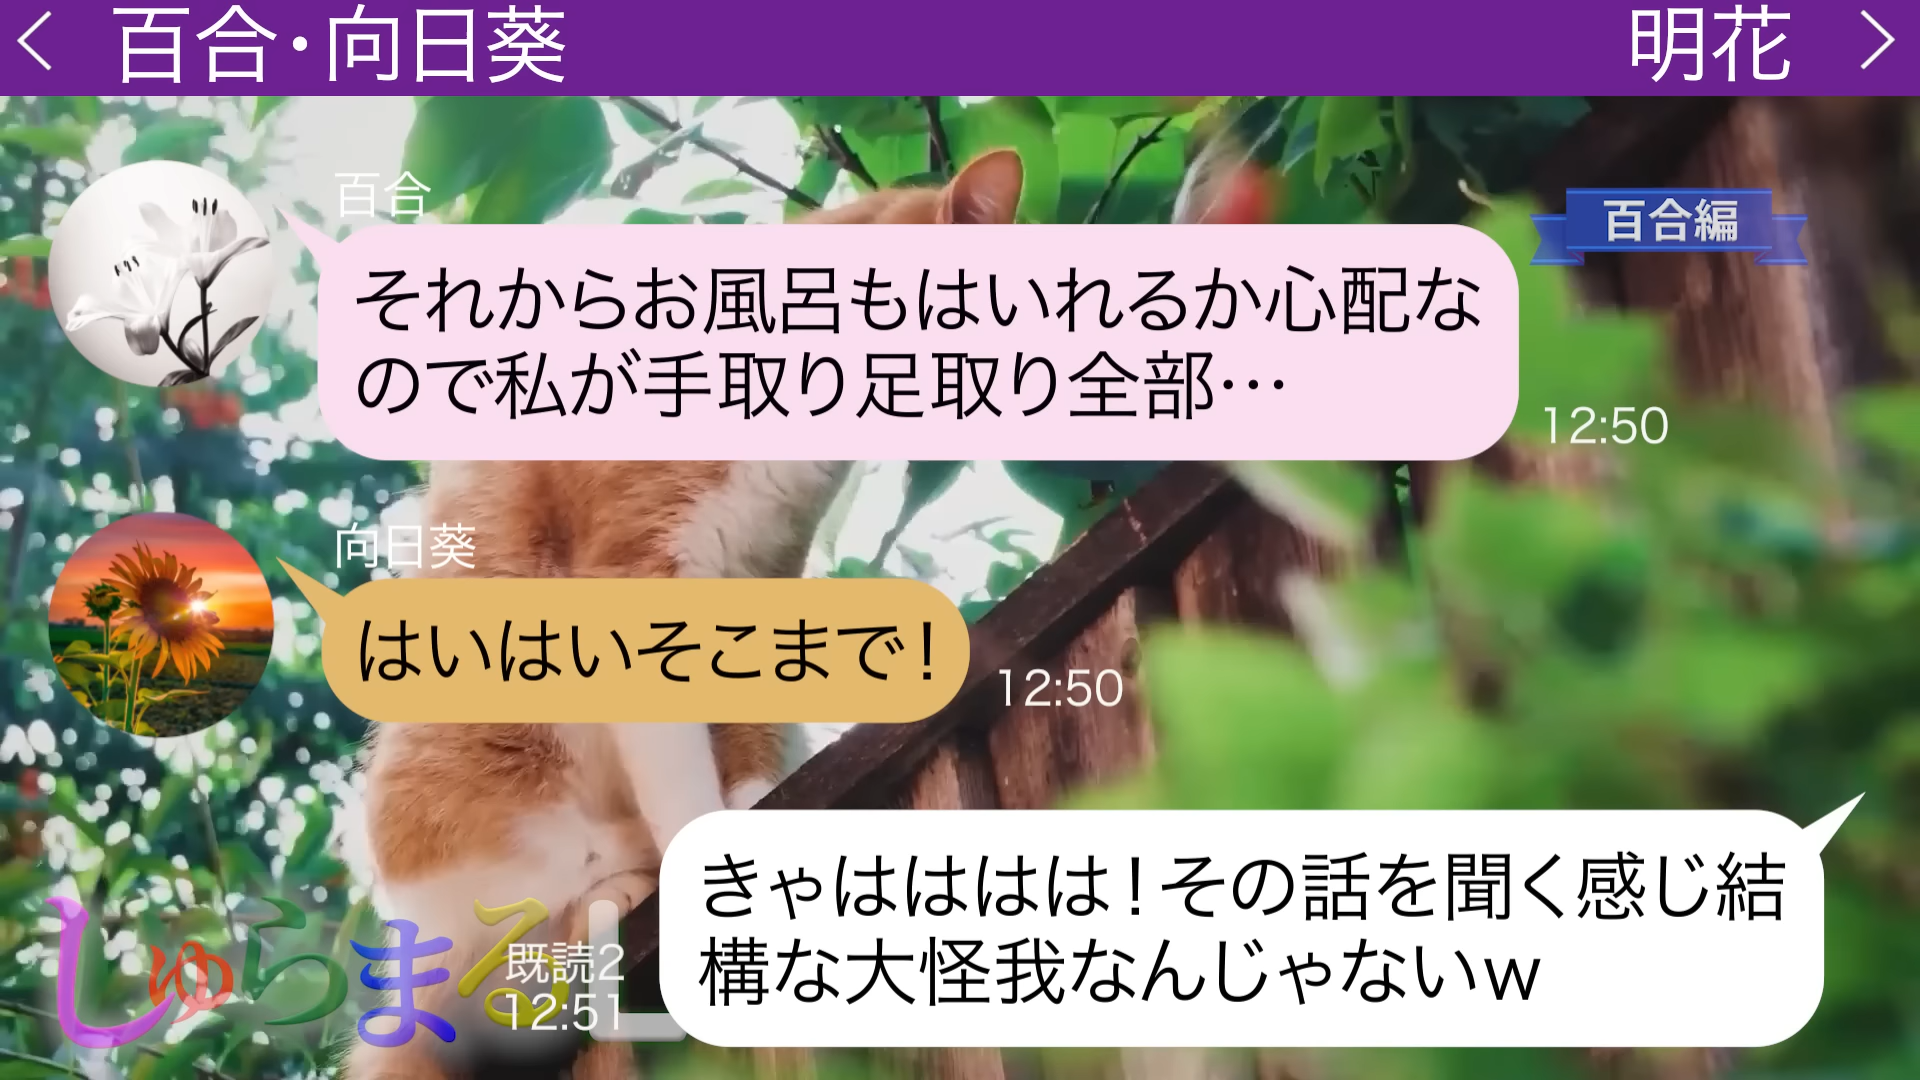 百合・向日葵
明花
百合
百合編
それからお風呂もはいれるか心配な
ので私が手取り足取り全部…
12:50
向日葵
はいはいそこまで！
12:50
きゃはははは！その話を聞く感じ結
構な大怪我なんじゃないw
既読2
12:51
しゅらまるL